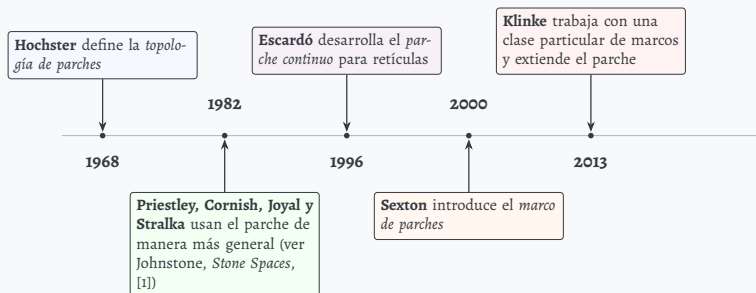 Hochster define la topolo-
gía de parches
1968
1982
Priestley, Cornish, Joyal y
Stralka usan el parche de
manera más general (ver
Johnstone, Stone Spaces,
[1])
Escardó desarrolla el par-
che continuo para retículas
1996
2000
Sexton introduce el marco
de parches
Klinke trabaja con una
clase particular de marcos
y extiende el parche
2013